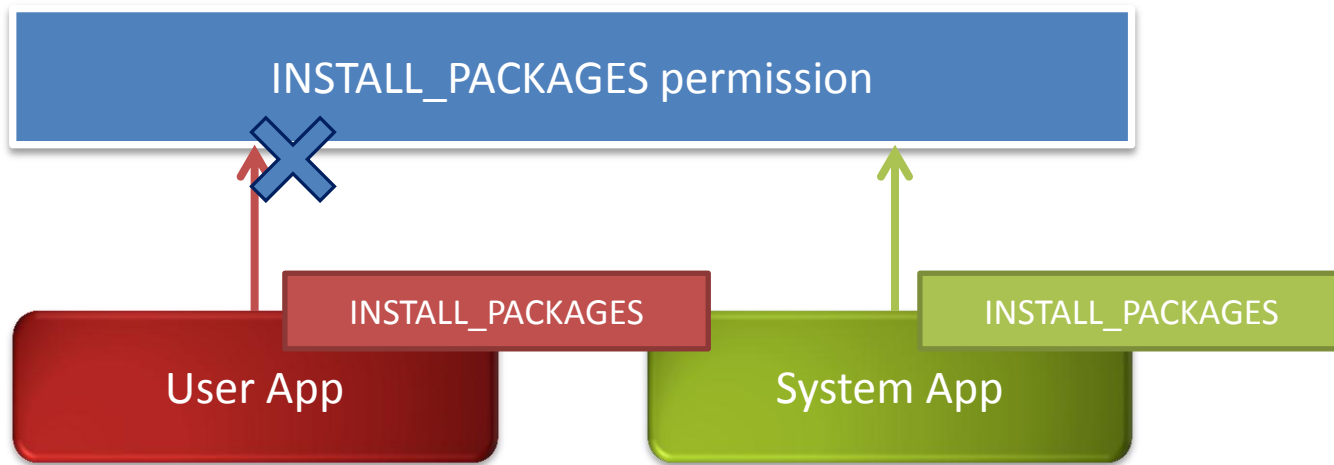 INSTALL_PACKAGES permission
INSTALL_PACKAGES
INSTALL_PACKAGES
User App
System App